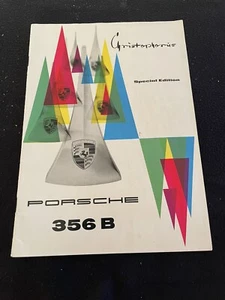 Christophorus
Special Edition
PORSCHE
356 B